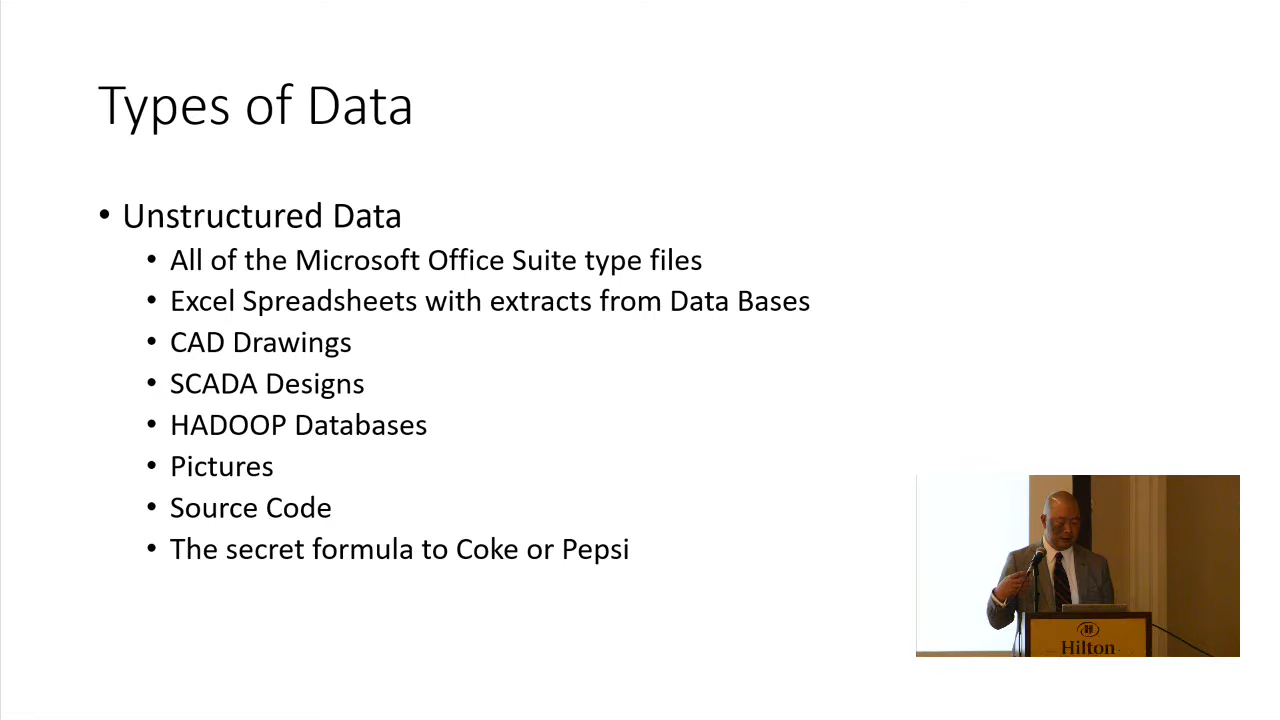 Types of Data
• Unstructured Data
• All of the Microsoft Office Suite type files
• Excel Spreadsheets with extracts from Data Bases
• CAD Drawings
• SCADA Designs
• HADOOP Databases
• Pictures
• Source Code
• The secret formula to Coke or Pepsi
H
Hilton